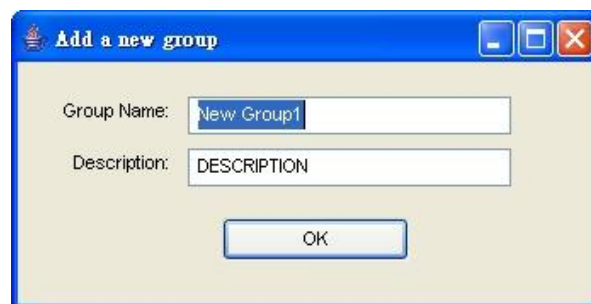 Add a new group
Group Name: New Group1
Description: DESCRIPTION
OK